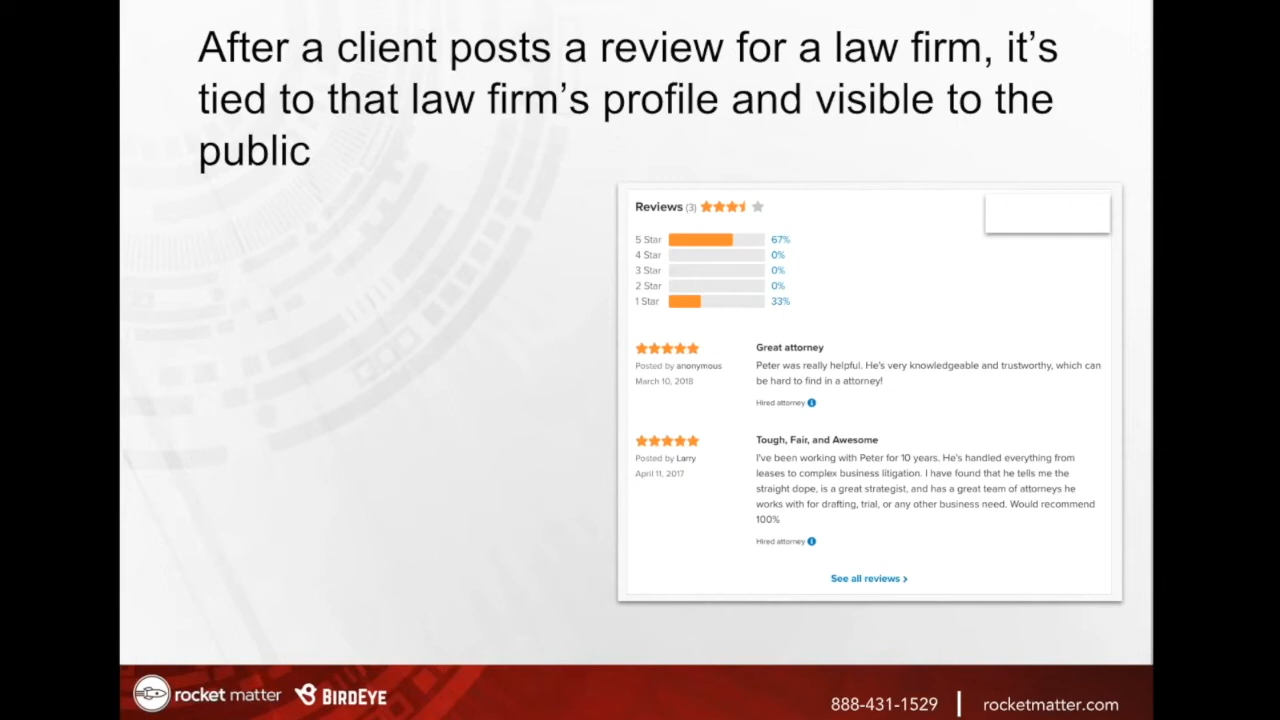 After a client posts a review for a law firm, it's
tied to that law firm's profile and visible to the
public
Reviews (3)
5 Star 67%
4 Star 0%
3 Star 0%
2 Star 0%
1 Star 33%
Great attorney
Posted by anonymous
March 10, 2018
Peter was really helpful. He's very knowledgeable and trustworthy, which can
be hard to find in a attorney!
Hired attorney i
Tough, Fair, and Awesome
Posted by Larry
April 11, 2017
I've been working with Peter for 10 years. He's handled everything from
leases to complex business litigation. I have found that he tells me the
straight dope, is a great strategist, and has a great team of attorneys he
works with for drafting, trial, or any other business need. Would recommend
100%
Hired attorney i
See all reviews >
rocket matter BIRDEYE
888-431-1529 | rocketmatter.com